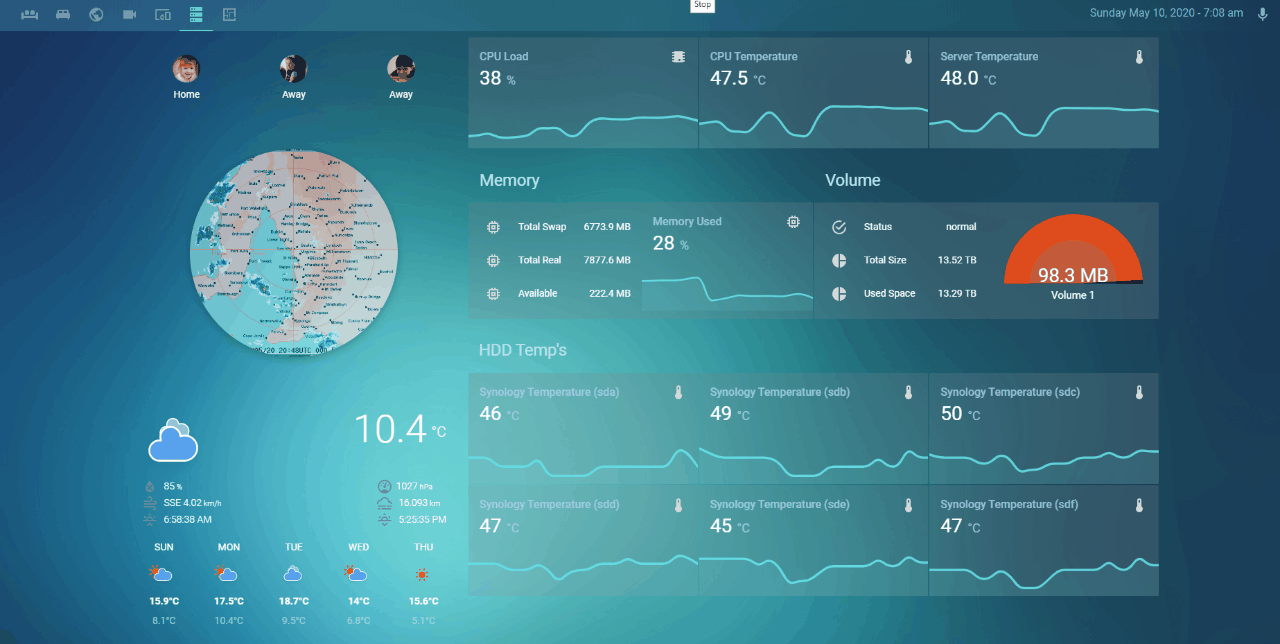 Stop
Sunday May 10, 2020 - 7:08 am
Home
Away
Away
CPU Load
38 %
CPU Temperature
47.5 °C
Server Temperature
48.0 °C
Memory
Total Swap 6773.9 MB
Total Real 7877.6 MB
Available 222.4 MB
Memory Used
28 %
Volume
Status normal
Total Size 13.52 TB
Used Space 13.29 TB
98.3 MB
Volume 1
HDD Temp's
Synology Temperature (sda)
46 °C
Synology Temperature (sdb)
49 °C
Synology Temperature (sdc)
50 °C
Synology Temperature (sdd)
47 °C
Synology Temperature (sde)
45 °C
Synology Temperature (sdf)
47 °C
10.4 °C
85 %
SSE 4.02 km/h
6:58:38 AM
1027 hPa
16.093 km
5:25:35 PM
SUN MON TUE WED THU
15.9°C 17.5°C 18.7°C 14°C 15.6°C
8.1°C 10.4°C 9.5°C 6.8°C 5.1°C